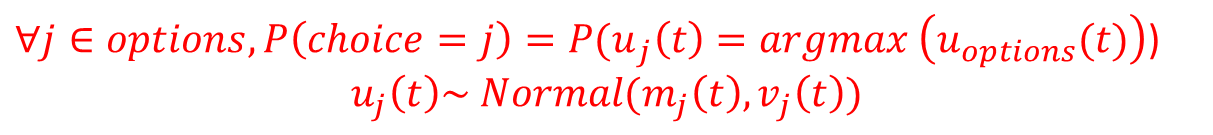 ∀j ∈ options, P(choice = j) = P(u_j(t) = argmax (u_options(t)))
u_j(t)~ Normal(m_j(t), v_j(t))